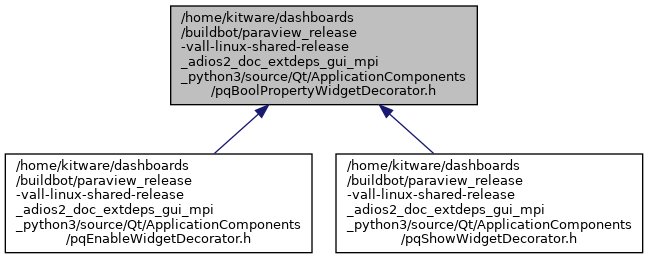 /home/kitware/dashboards
/buildbot/paraview_release
-vall-linux-shared-release
_adios2_doc_extdeps_gui_mpi
_python3/source/Qt/ApplicationComponents
/pqBoolPropertyWidgetDecorator.h
/home/kitware/dashboards
/buildbot/paraview_release
-vall-linux-shared-release
_adios2_doc_extdeps_gui_mpi
_python3/source/Qt/ApplicationComponents
/pqEnableWidgetDecorator.h
/home/kitware/dashboards
/buildbot/paraview_release
-vall-linux-shared-release
_adios2_doc_extdeps_gui_mpi
_python3/source/Qt/ApplicationComponents
/pqShowWidgetDecorator.h